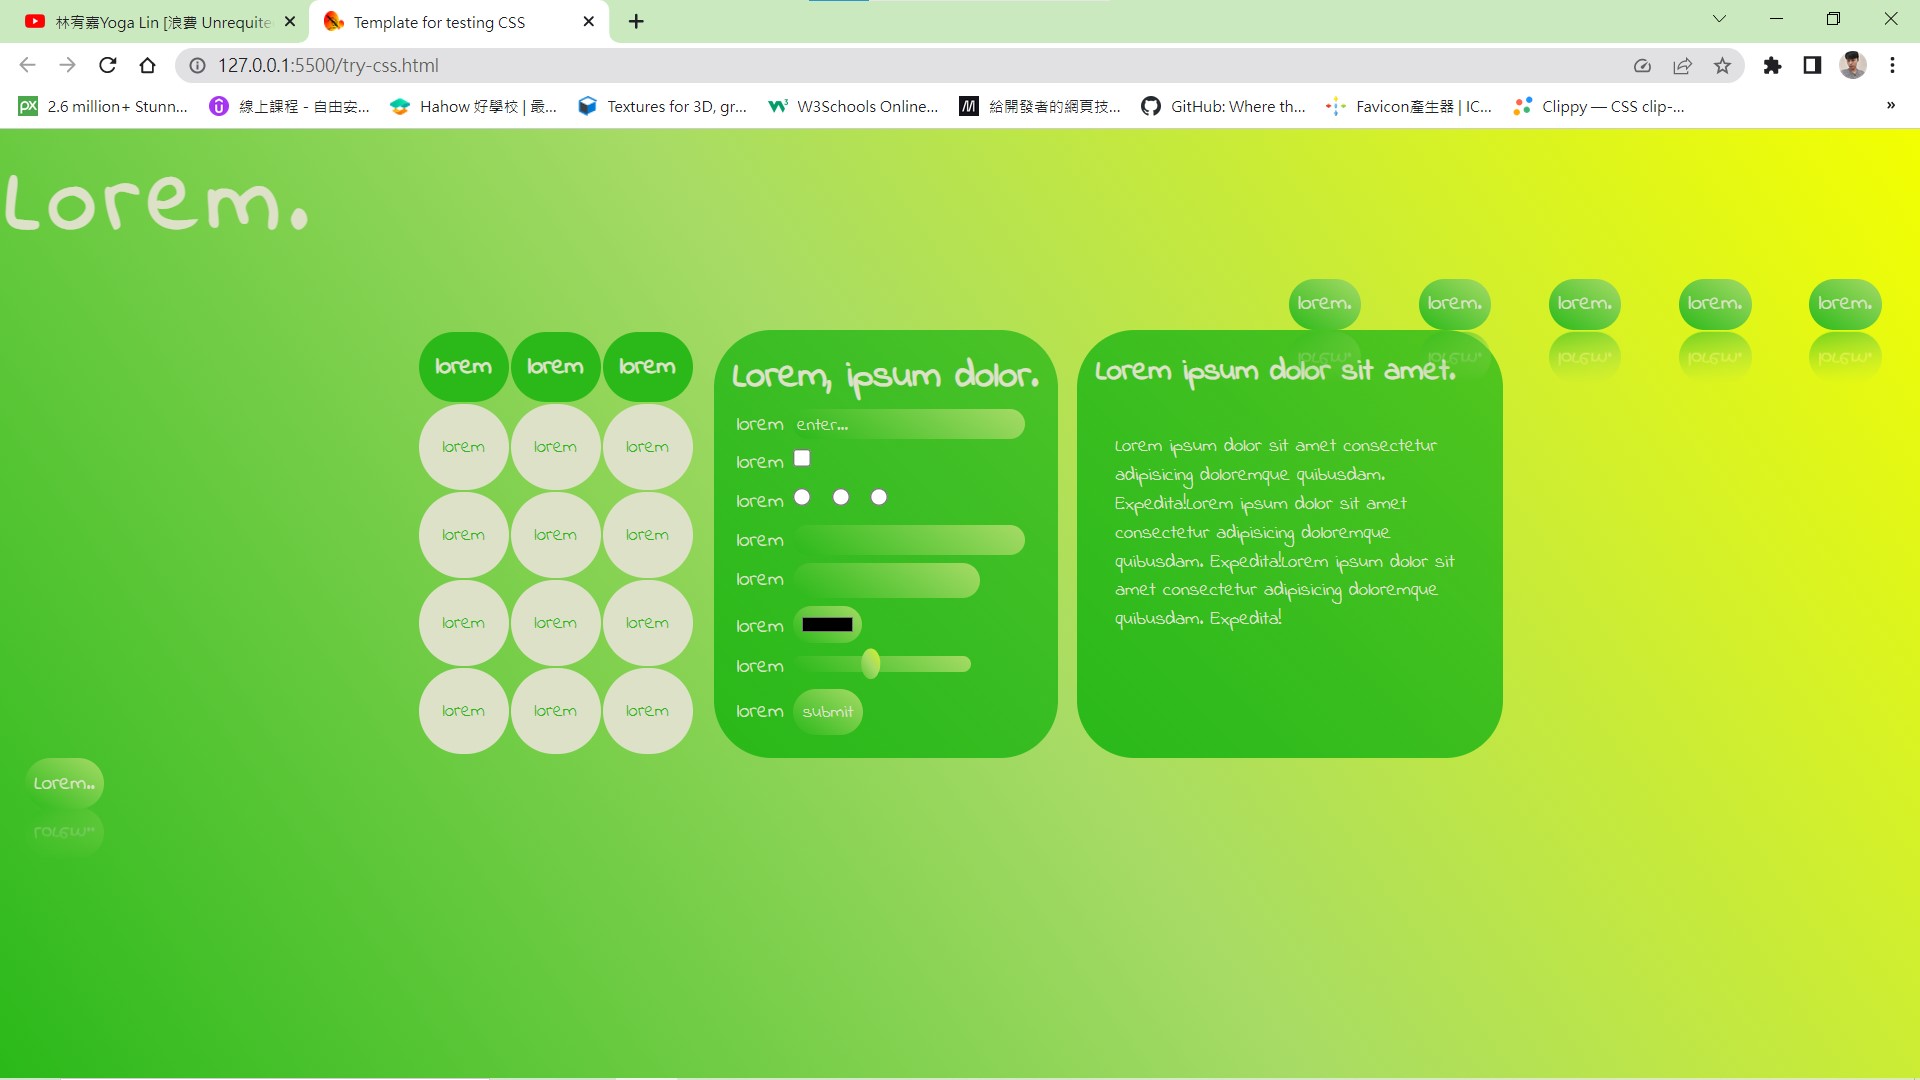 林宥嘉Yoga Lin [浪費 Unrequite
Template for testing CSS
127.0.0.1:5500/try-css.html
2.6 million+ Stunn...
線上課程 - 自由安...
Hahow 好學校 | 最...
Textures for 3D, gr...
W3Schools Online...
給開發者的網頁技...
GitHub: Where th...
Favicon產生器 | IC...
Clippy — CSS clip-...
»
Lorem.
lorem. lorem. lorem. lorem. lorem.
lorem. lorem. lorem. lorem. lorem.
lorem lorem lorem
lorem lorem lorem
lorem lorem lorem
lorem lorem lorem
lorem lorem lorem
Lorem, ipsum dolor.
lorem enter...
lorem
lorem
lorem
lorem
lorem
lorem
lorem submit
Lorem ipsum dolor sit amet.
Lorem ipsum dolor sit amet consectetur
adipisicing doloremque quibusdam.
Expedita!Lorem ipsum dolor sit amet
consectetur adipisicing doloremque
quibusdam. Expedita!Lorem ipsum dolor sit
amet consectetur adipisicing doloremque
quibusdam. Expedita!
Lorem..
Lorem..